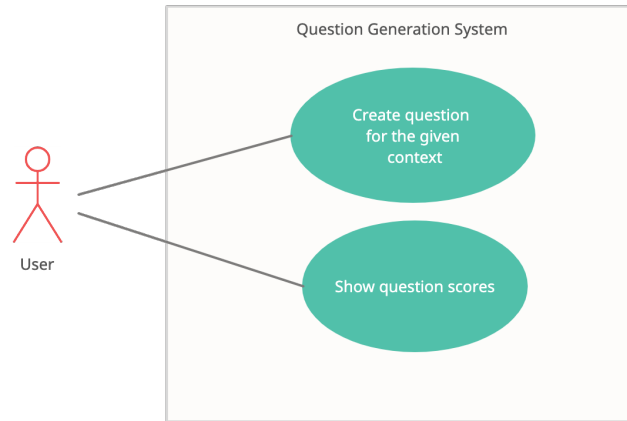 Question Generation System
Create question
for the given
context
User
Show question scores